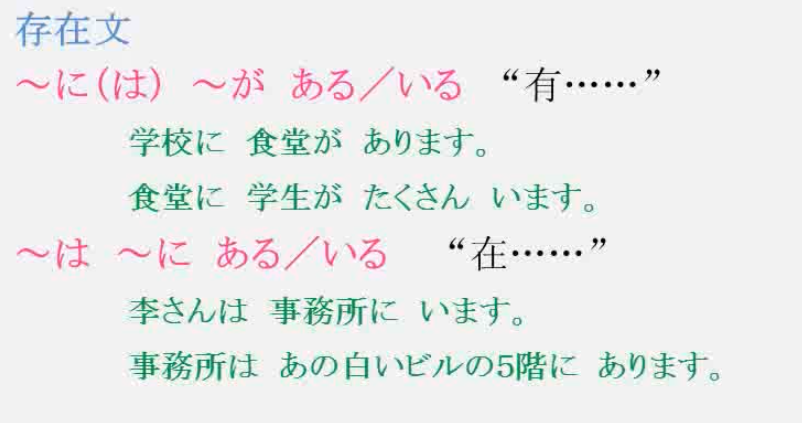 存在文
～に（は） ～が ある／いる “有……”
学校に 食堂が あります。
食堂に 学生が たくさん います。
～は ～に ある／いる “在……”
李さんは 事務所に います。
事務所は あの白いビルの5階に あります。